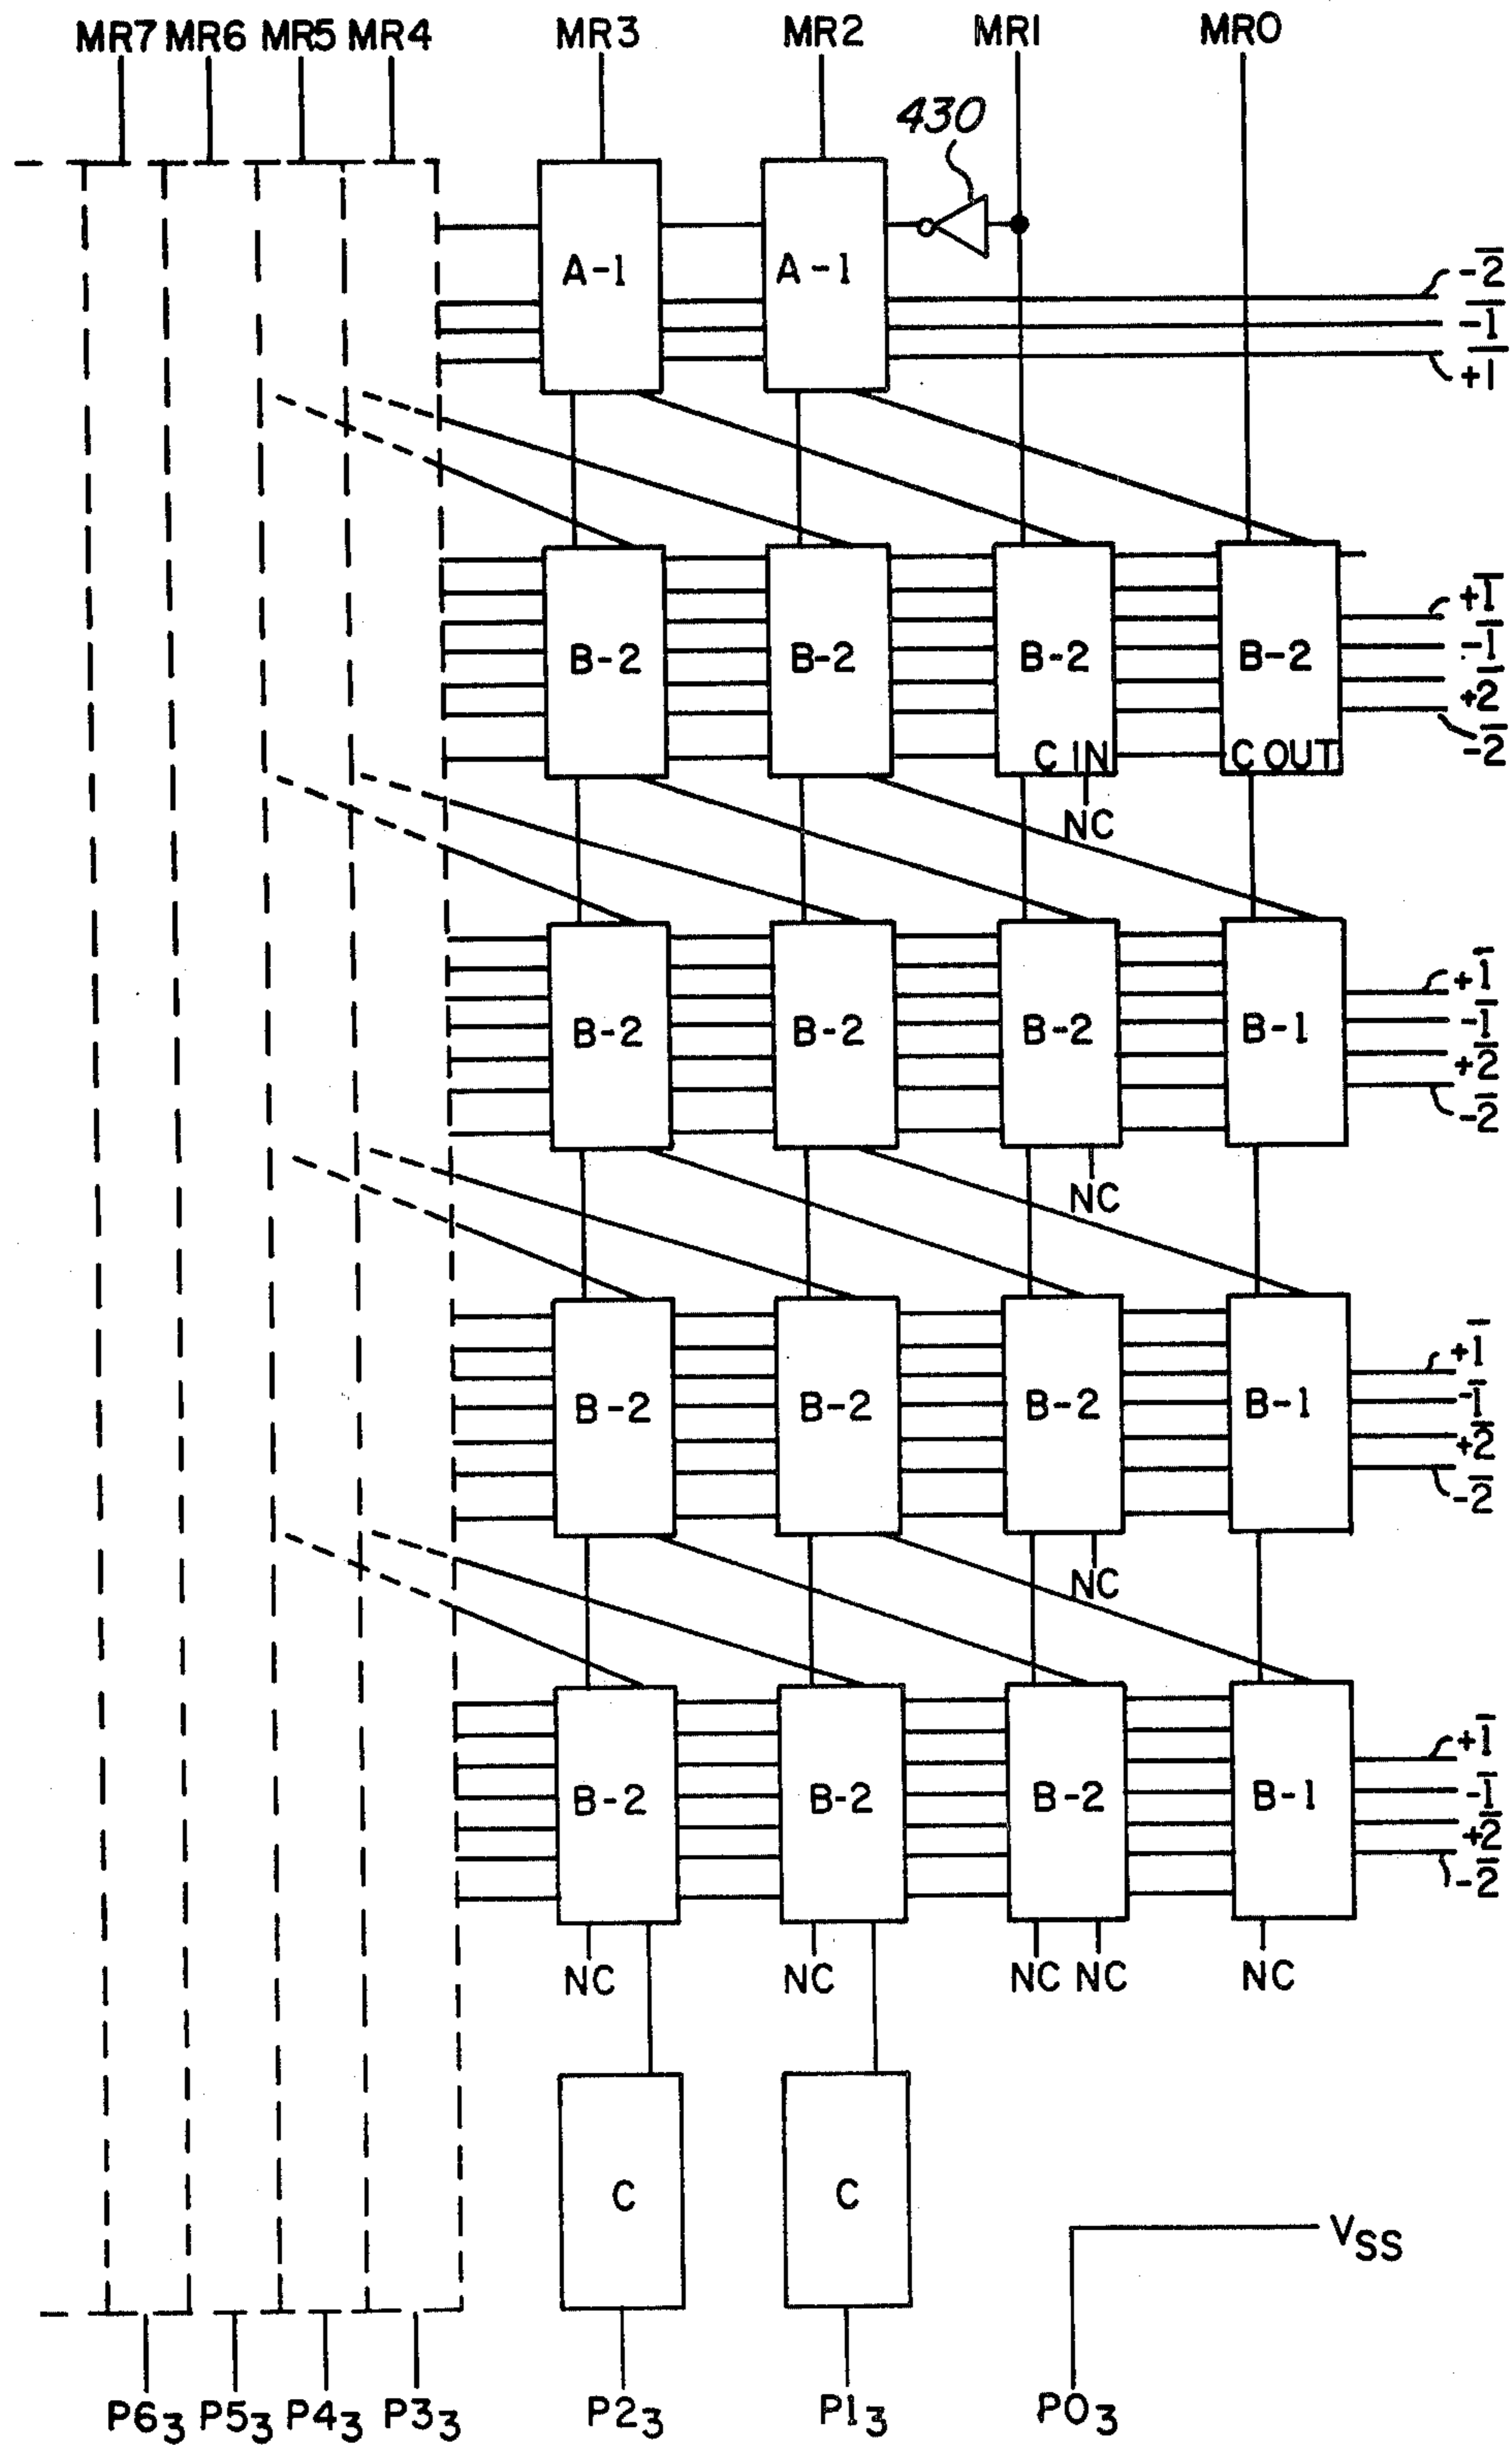 MR7 MR6 MR5 MR4 MR3 MR2 MR1 MR0
430
A-1 A-1
-2̅
-1̅
+1̅
+1̅
B-2 B-2 B-2 B-2
-1̅
+2̅
-2̅
C IN C OUT
NC
+1̅
B-2 B-2 B-2 B-1
-1̅
+2̅
-2̅
NC
+1̅
B-2 B-2 B-2 B-1
-1̅
+2̅
-2̅
NC
+1̅
B-2 B-2 B-2 B-1
-1̅
+2̅
-2̅
NC NC NC NC NC
C C
VSS
P6₃ P5₃ P4₃ P3₃ P2₃ P1₃ P0₃